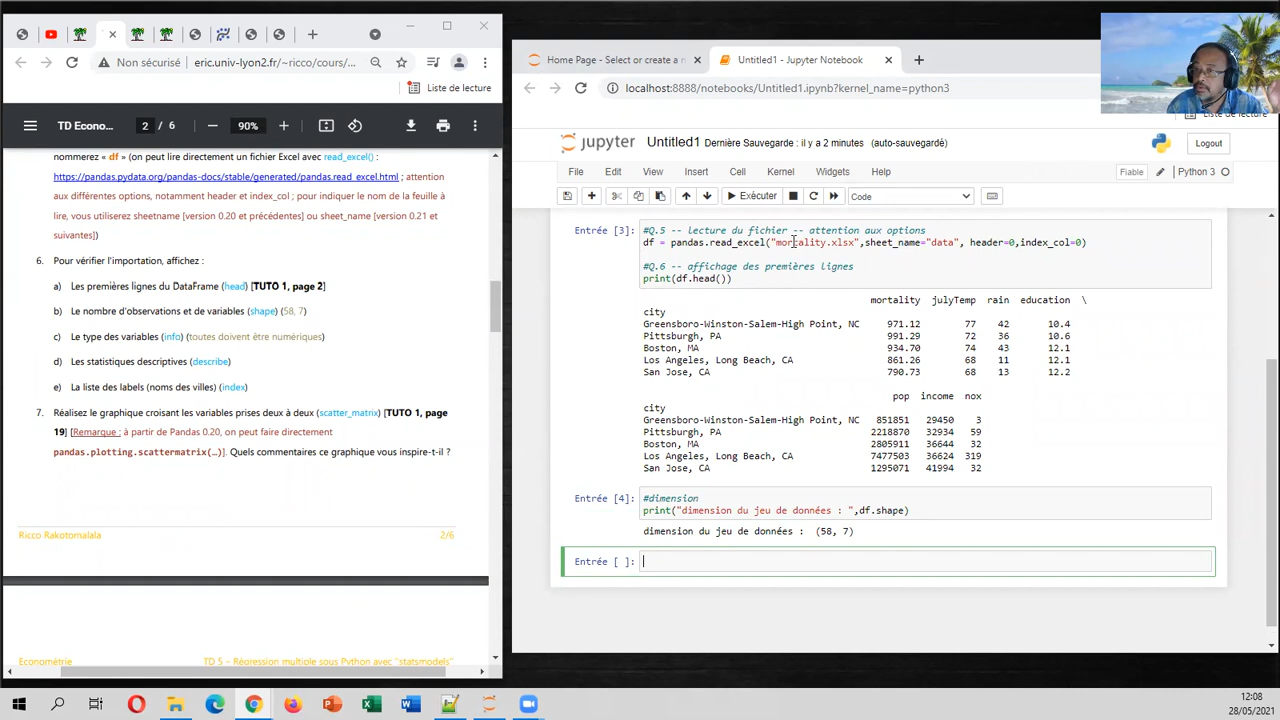 Non sécurisé eric.univ-lyon2.fr/~ricco/cours/...
Liste de lecture
TD Econo... 2 / 6 90%
nommerez « df » (on peut lire directement un fichier Excel avec read_excel() :
https://pandas.pydata.org/pandas-docs/stable/generated/pandas.read_excel.html ; attention
aux différentes options, notamment header et index_col ; pour indiquer le nom de la feuille à
lire, vous utiliserez sheetname [version 0.20 et précédentes] ou sheet_name [version 0.21 et
suivantes])
6. Pour vérifier l'importation, affichez :
a) Les premières lignes du DataFrame (head) [TUTO 1, page 2]
b) Le nombre d'observations et de variables (shape) (58, 7)
c) Le type des variables (info) (toutes doivent être numériques)
d) Les statistiques descriptives (describe)
e) La liste des labels (noms des villes) (index)
7. Réalisez le graphique croisant les variables prises deux à deux (scatter_matrix) [TUTO 1, page
19] [Remarque : à partir de Pandas 0.20, on peut faire directement
pandas.plotting.scattermatrix(...)]. Quels commentaires ce graphique vous inspire-t-il ?
Ricco Rakotomalala 2/6
Econométrie TD 5 – Régression multiple sous Python avec "statsmodels"
Home Page - Select or create a n
Untitled1 - Jupyter Notebook
localhost:8888/notebooks/Untitled1.ipynb?kernel_name=python3
Liste de lecture
jupyter Untitled1 Dernière Sauvegarde : il y a 2 minutes (auto-sauvegardé) Logout
File Edit View Insert Cell Kernel Widgets Help Fiable Python 3
Exécuter Code
Entrée [3]: #Q.5 -- lecture du fichier -- attention aux options
df = pandas.read_excel("mortality.xlsx",sheet_name="data", header=0,index_col=0)
#Q.6 -- affichage des premières lignes
print(df.head())
mortality julyTemp rain education \
city
Greensboro-Winston-Salem-High Point, NC 971.12 77 42 10.4
Pittsburgh, PA 991.29 72 36 10.6
Boston, MA 934.70 74 43 12.1
Los Angeles, Long Beach, CA 861.26 68 11 12.1
San Jose, CA 790.73 68 13 12.2
pop income nox
city
Greensboro-Winston-Salem-High Point, NC 851851 29450 3
Pittsburgh, PA 2218870 32934 59
Boston, MA 2805911 36644 32
Los Angeles, Long Beach, CA 7477503 36624 319
San Jose, CA 1295071 41994 32
Entrée [4]: #dimension
print("dimension du jeu de données : ",df.shape)
dimension du jeu de données : (58, 7)
Entrée [ ]:
12:08
28/05/2021